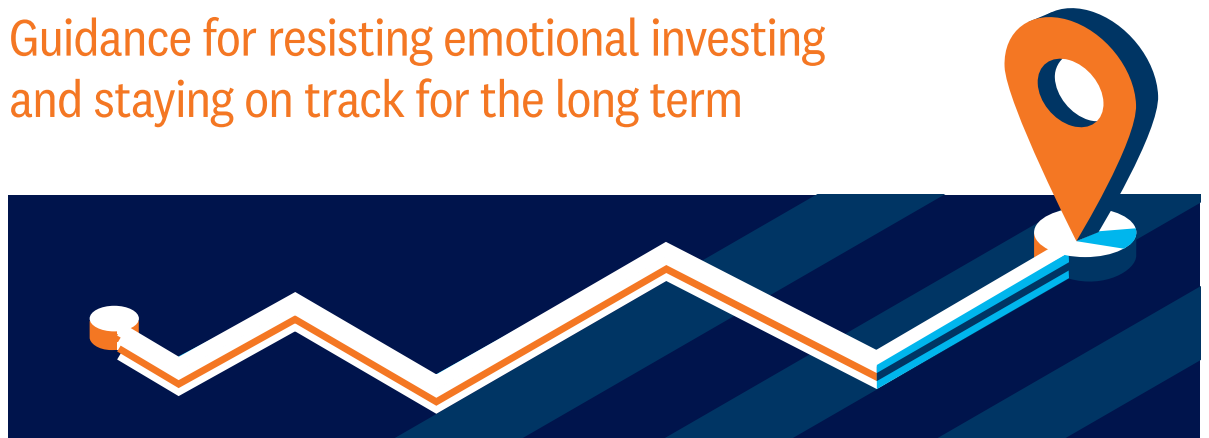 Guidance for resisting emotional investing
and staying on track for the long term